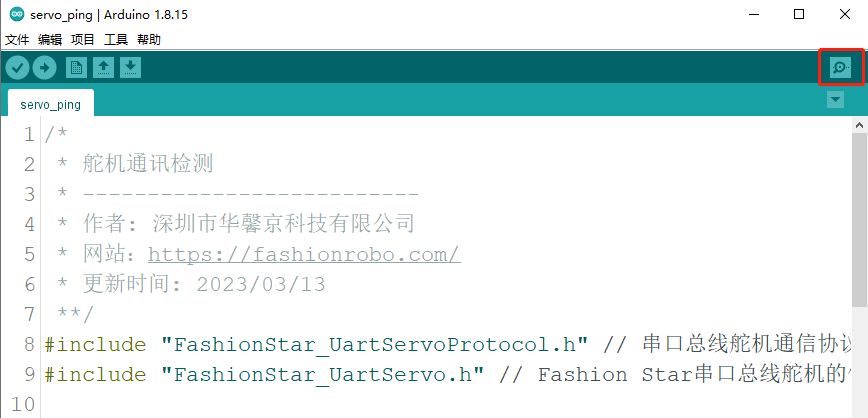 servo_ping | Arduino 1.8.15
文件 编辑 项目 工具 帮助
servo_ping
1 /*
2 * 舵机通讯检测
3 * --------------------------
4 * 作者: 深圳市华馨京科技有限公司
5 * 网站: https://fashionrobo.com/
6 * 更新时间: 2023/03/13
7 **/
8 #include "FashionStar_UartServoProtocol.h" // 串口总线舵机通信协议
9 #include "FashionStar_UartServo.h" // Fashion Star串口总线舵机的
10